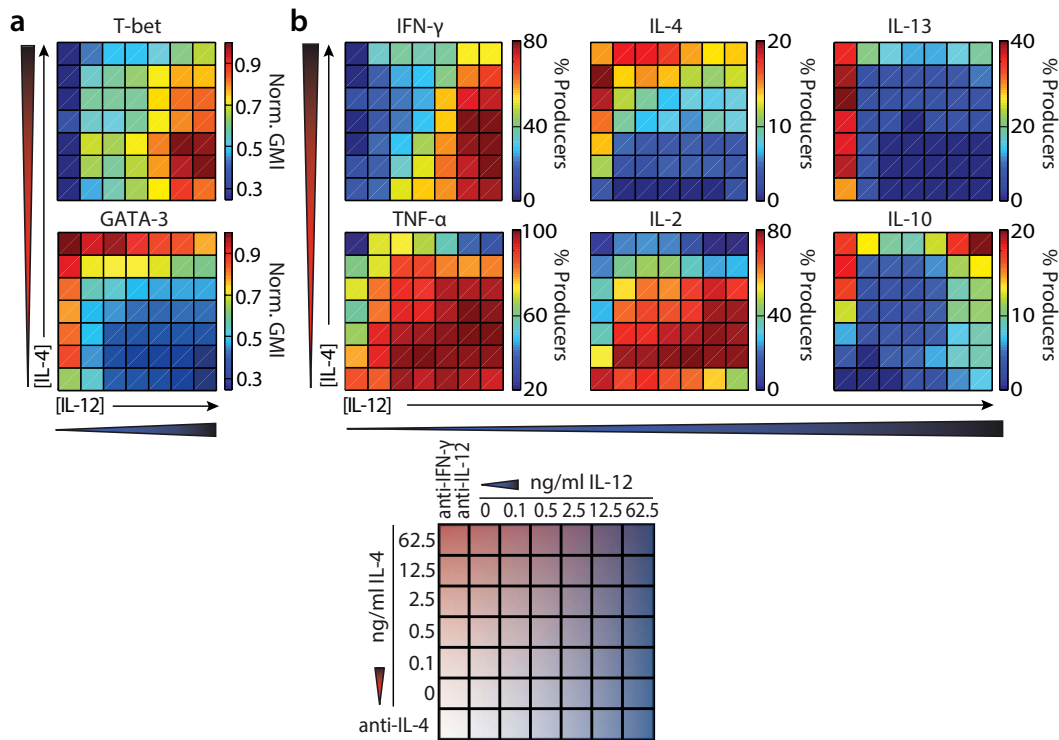 a
T-bet
0.9
0.7
0.5
0.3
Norm. GMI
GATA-3
0.9
0.7
0.5
0.3
Norm. GMI
[IL-4]
[IL-12]
b
IFN-γ
80
40
0
% Producers
IL-4
20
10
0
% Producers
IL-13
40
20
0
% Producers
TNF-α
100
60
20
% Producers
IL-2
80
40
0
% Producers
IL-10
20
10
0
% Producers
[IL-4]
[IL-12]
anti-IFN-γ
anti-IL-12
ng/ml IL-12
0 0.1 0.5 2.5 12.5 62.5
ng/ml IL-4
62.5
12.5
2.5
0.5
0.1
0
anti-IL-4